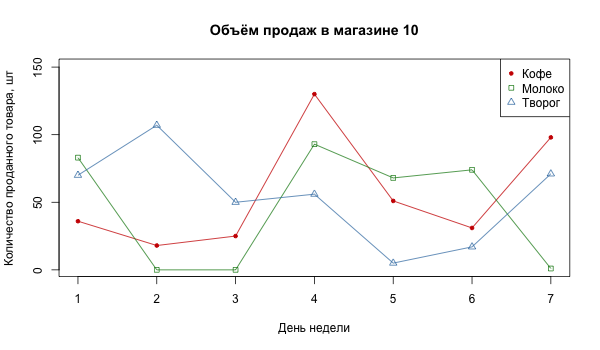 Объём продаж в магазине 10
Количество проданного товара, шт
150
100
50
0
Кофе
Молоко
Творог
1 2 3 4 5 6 7
День недели